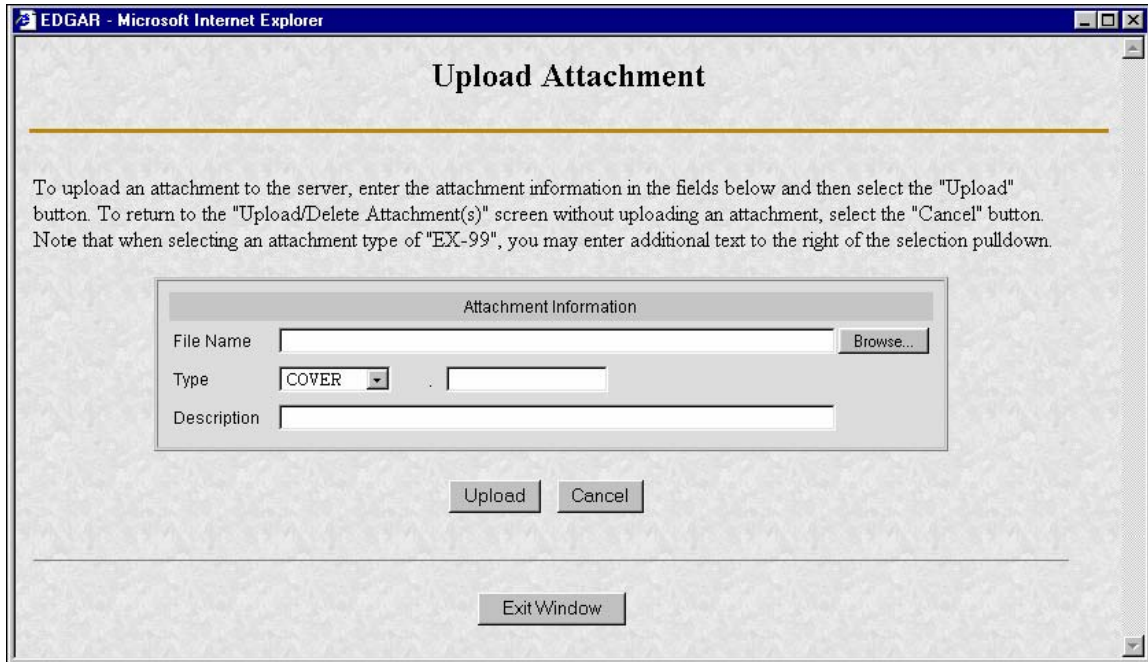 EDGAR - Microsoft Internet Explorer
Upload Attachment
To upload an attachment to the server, enter the attachment information in the fields below and then select the "Upload"
button. To return to the "Upload/Delete Attachment(s)" screen without uploading an attachment, select the "Cancel" button.
Note that when selecting an attachment type of "EX-99", you may enter additional text to the right of the selection pulldown.
Attachment Information
File Name Browse...
Type COVER .
Description
Upload Cancel
Exit Window